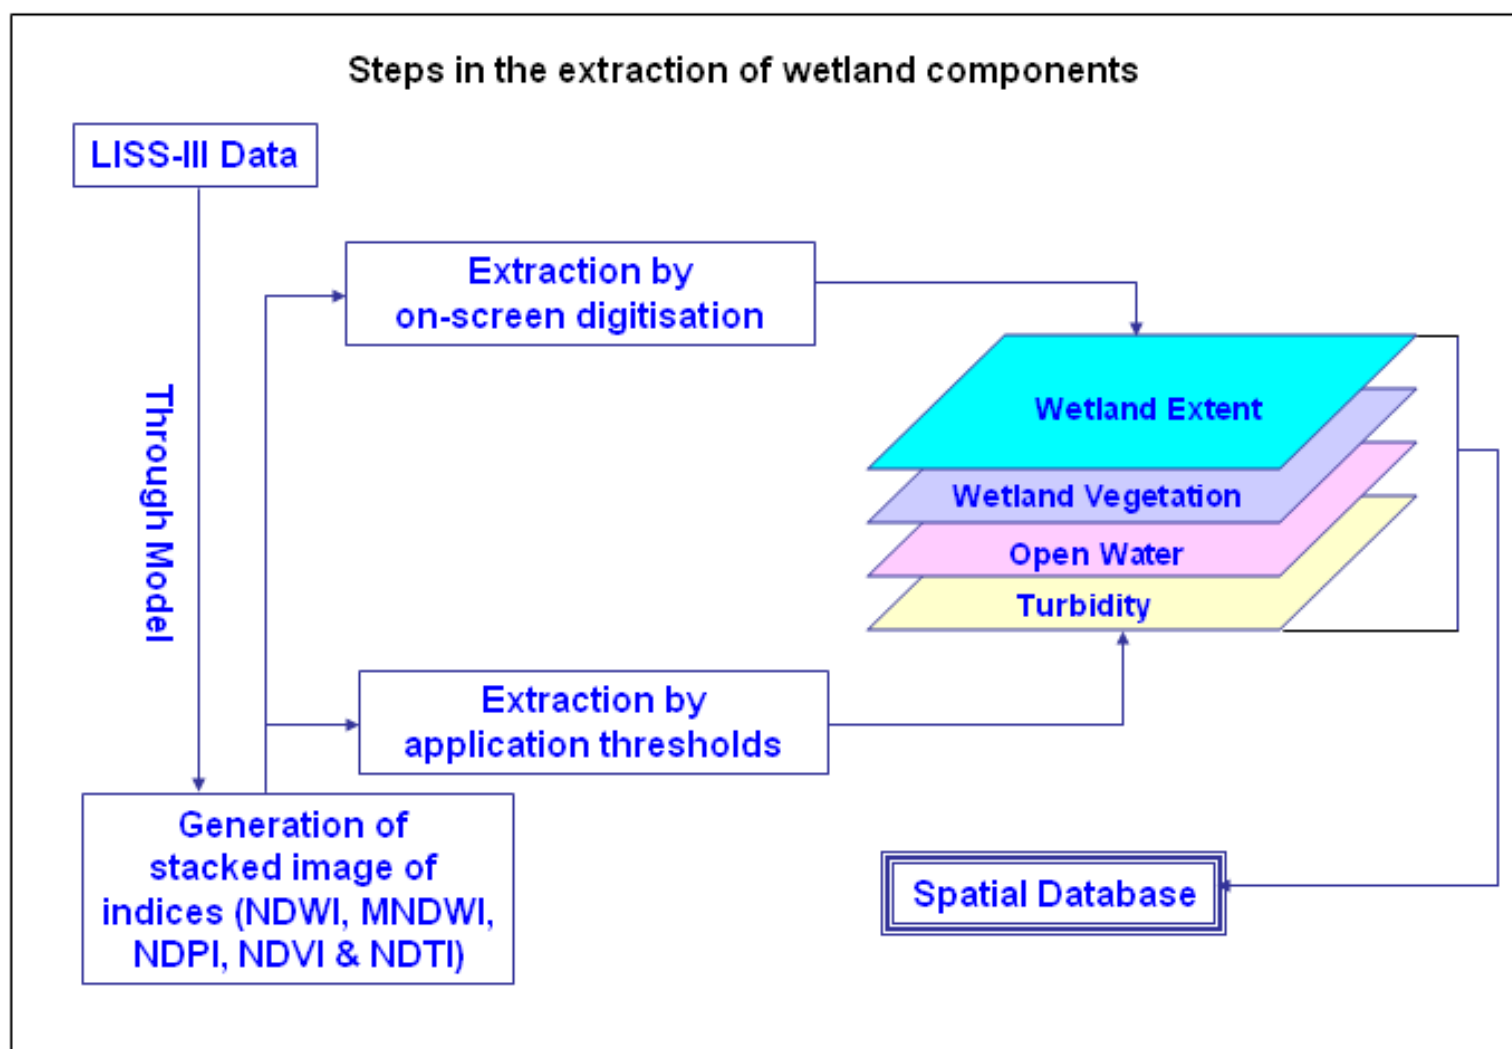 Steps in the extraction of wetland components
LISS-III Data
Through Model
Extraction by
on-screen digitisation
Wetland Extent
Wetland Vegetation
Open Water
Turbidity
Extraction by
application thresholds
Generation of
stacked image of
indices (NDWI, MNDWI,
NDPI, NDVI & NDTI)
Spatial Database